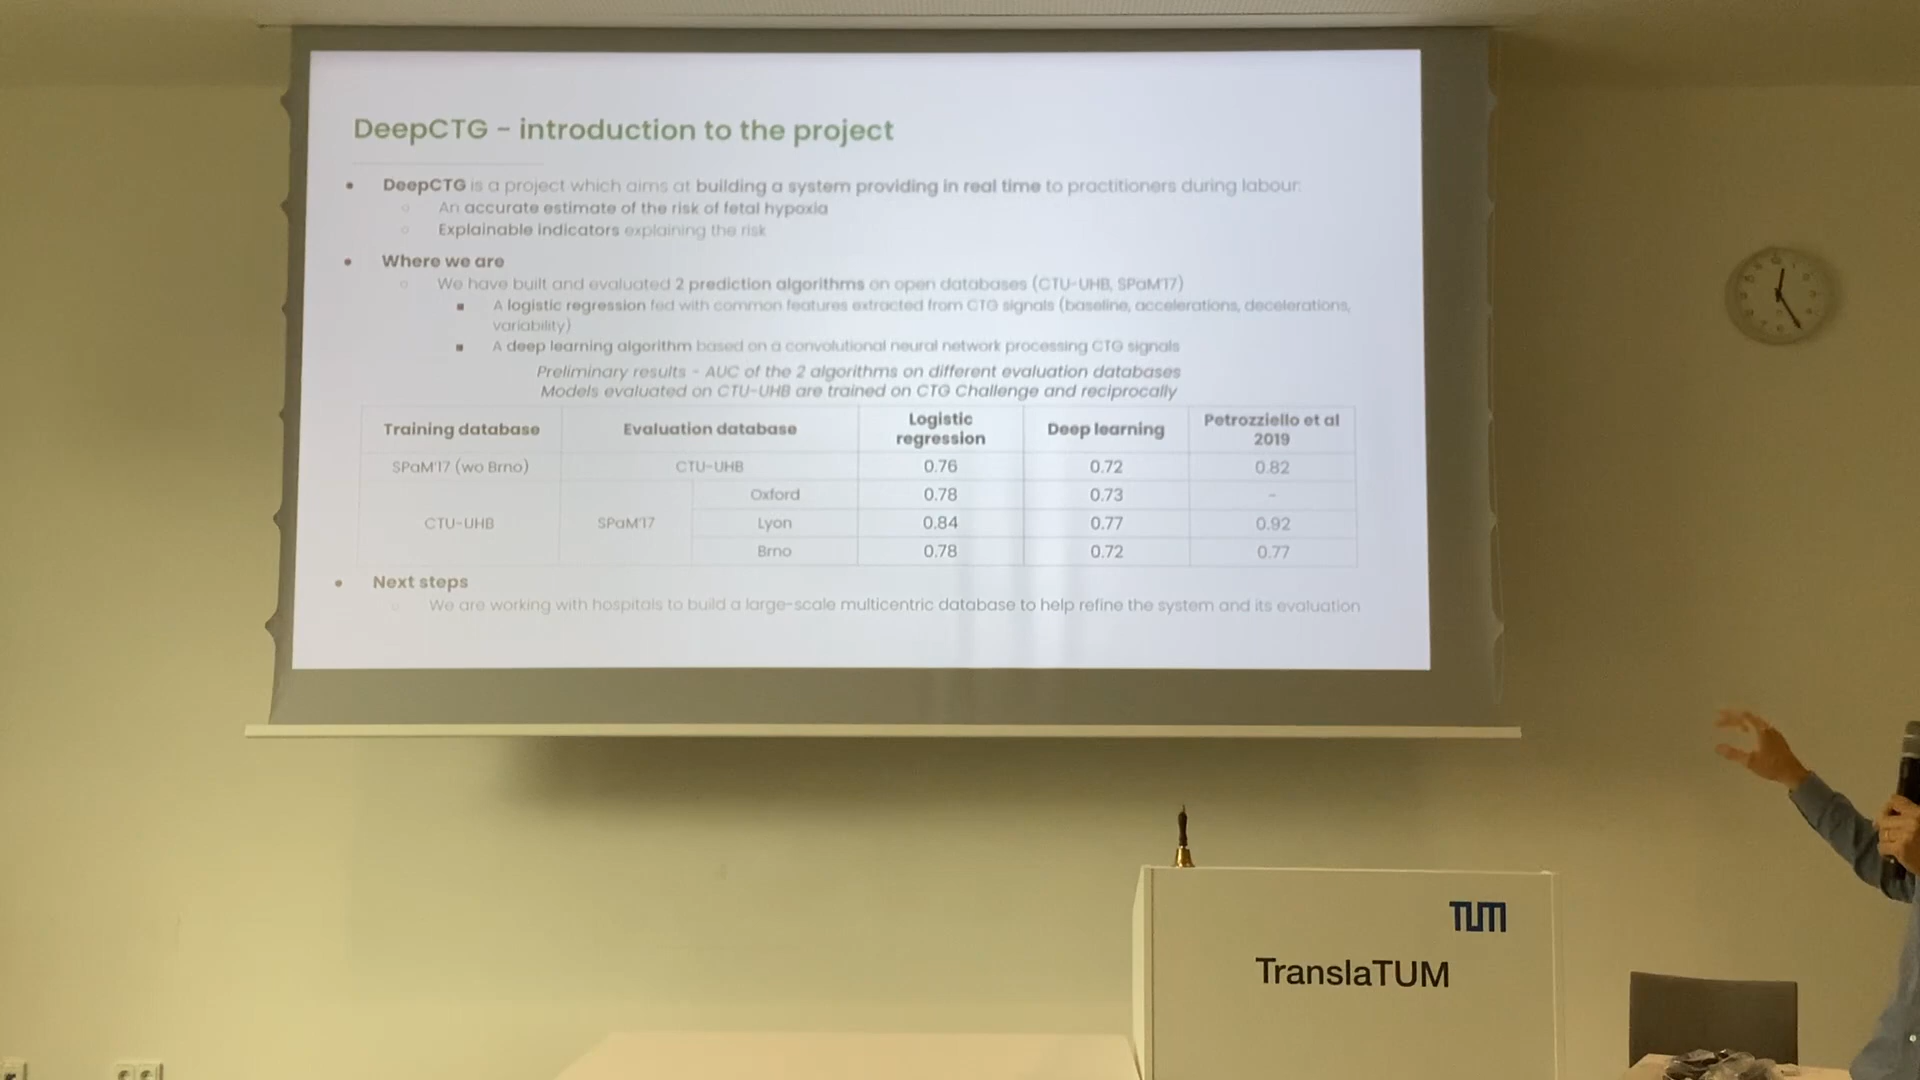 DeepCTG – introduction to the project
DeepCTG is a project which aims at building a system providing in real time to practitioners during labour:
An accurate estimate of the risk of fetal hypoxia
Explainable indicators explaining the risk
Where we are
We have built and evaluated 2 prediction algorithms on open databases (CTU-UHB, SPaM'17)
A logistic regression fed with common features extracted from CTG signals (baseline, accelerations, decelerations,
variability)
A deep learning algorithm based on a convolutional neural network processing CTG signals
Preliminary results - AUC of the 2 algorithms on different evaluation databases
Models evaluated on CTU-UHB are trained on CTG Challenge and reciprocally
Training database Evaluation database Logistic regression Deep learning Petrozziello et al 2019
SPaM'17 (wo Brno) CTU-UHB 0.76 0.72 0.82
Oxford 0.78 0.73 -
CTU-UHB SPaM'17 Lyon 0.84 0.77 0.92
Brno 0.78 0.72 0.77
Next steps
We are working with hospitals to build a large-scale multicentric database to help refine the system and its evaluation
TUM
TranslaTUM